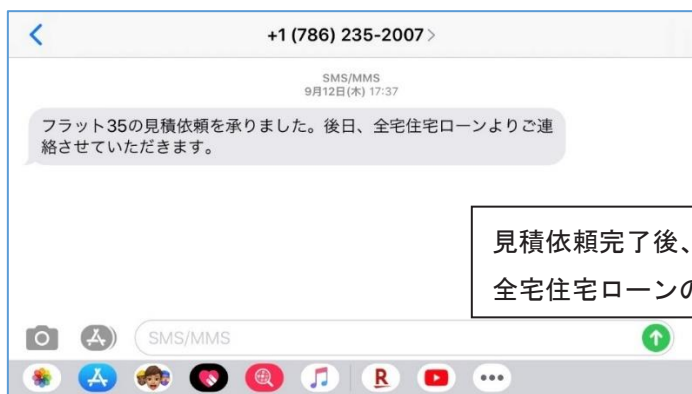 +1 (786) 235-2007
SMS/MMS
9月12日(木) 17:37
フラット35の見積依頼を承りました。後日、全宅住宅ローンよりご連
絡させていただきます。
見積依頼完了後、
全宅住宅ローンの
SMS/MMS
R